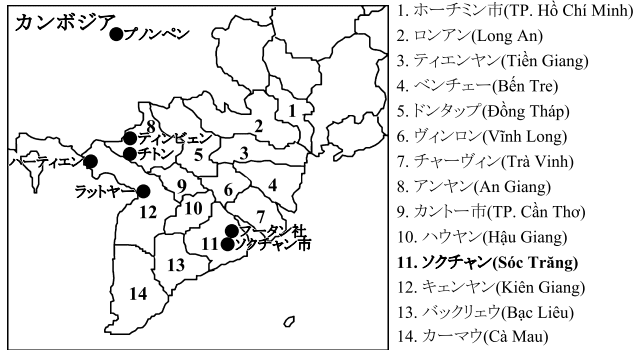 カンボジア
プノンペン
1
2
8
ティンビェン
チトン
5
3
ハーティエン
ラットヤー
9
6
4
12
10
7
フータン社
11
ソクチャン市
13
14
1. ホーチミン市(TP. Hồ Chí Minh)
2. ロンアン(Long An)
3. ティエンヤン(Tiền Giang)
4. ベンチェー(Bến Tre)
5. ドンタップ(Đồng Tháp)
6. ヴィンロン(Vĩnh Long)
7. チャーヴィン(Trà Vinh)
8. アンヤン(An Giang)
9. カントー市(TP. Cần Thơ)
10. ハウヤン(Hậu Giang)
11. ソクチャン(Sóc Trăng)
12. キェンヤン(Kiên Giang)
13. バックリェウ(Bạc Liêu)
14. カーマウ(Cà Mau)